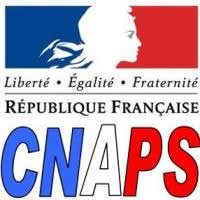 Liberté • Égalité • Fraternité
RÉPUBLIQUE FRANÇAISE
CNAPS